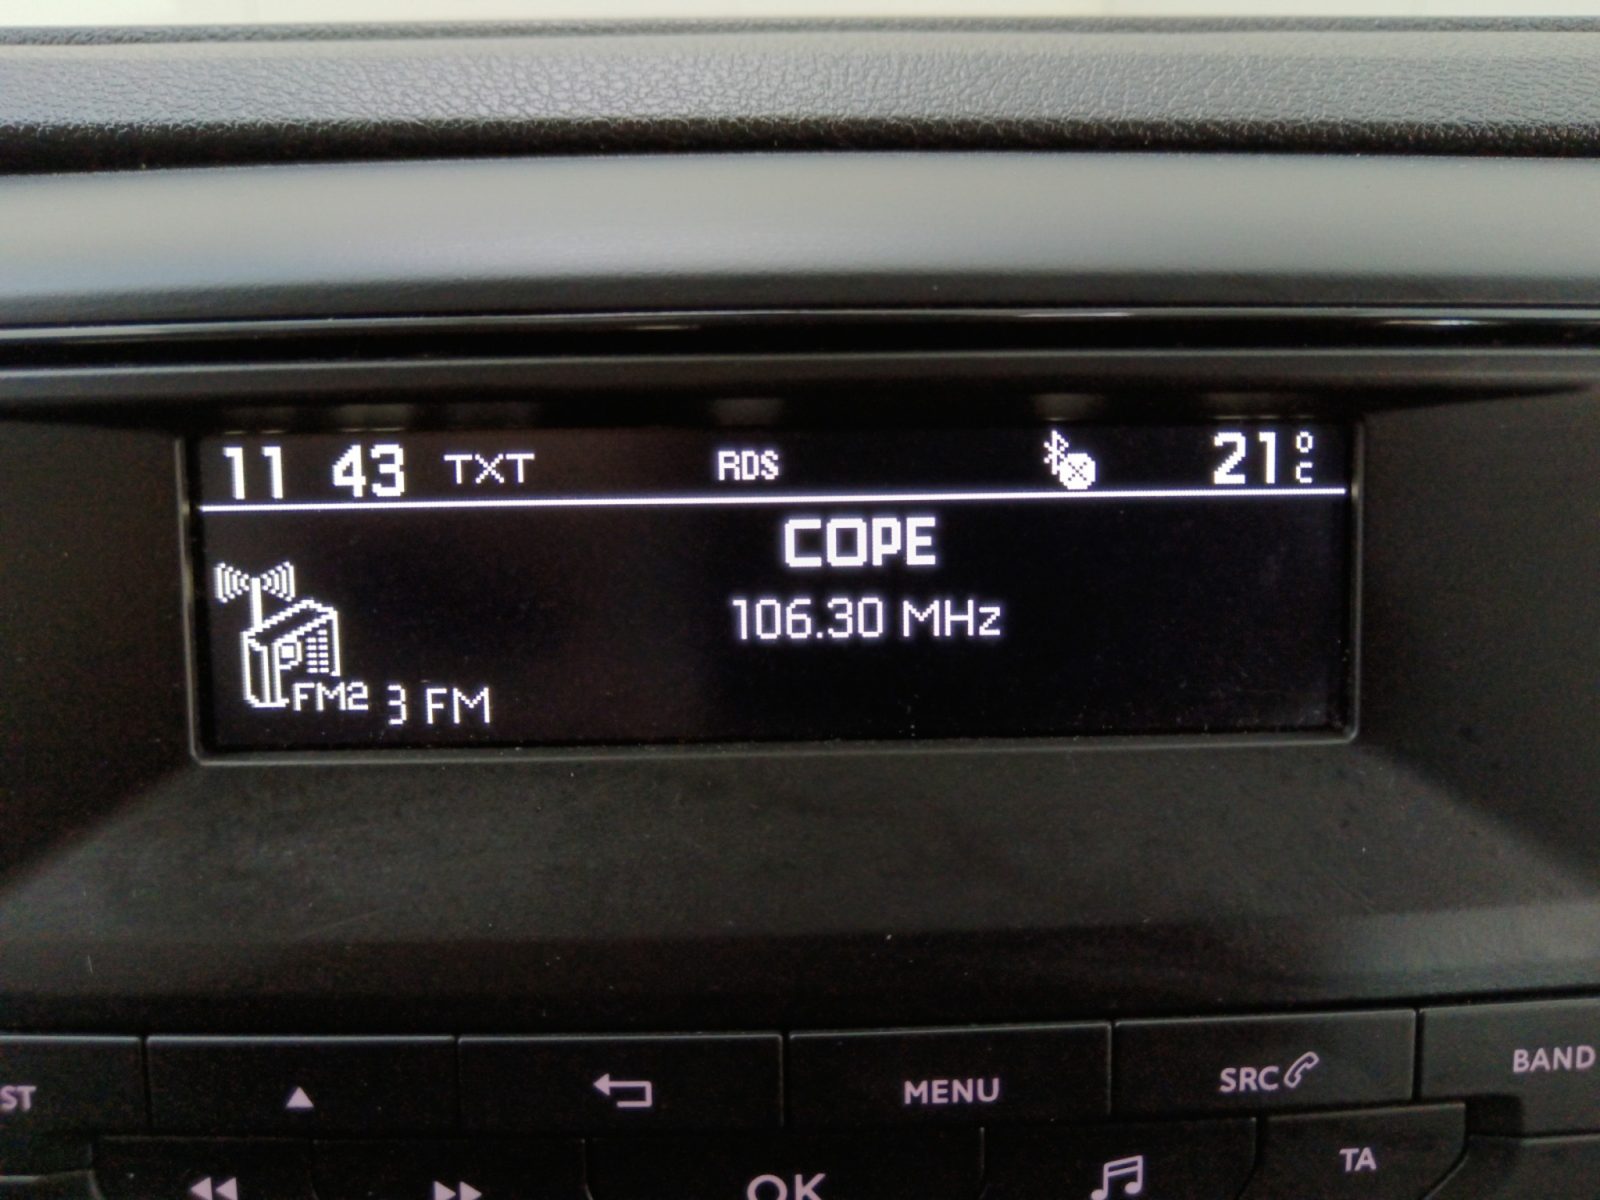 11 43 TXT RDS 21°C
COPE
106.30 MHz
FM2 3 FM
ST MENU SRC BAND
OK TA